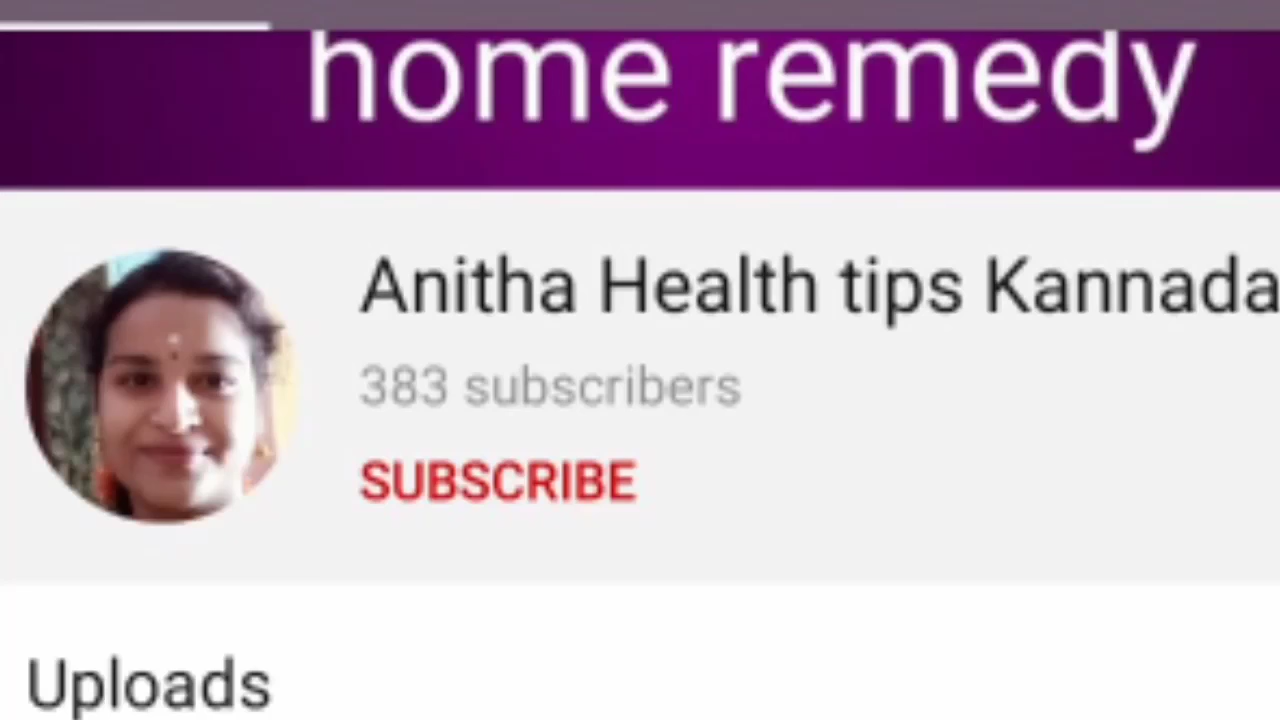 home remedy
Anitha Health tips Kannada
383 subscribers
SUBSCRIBE
Uploads